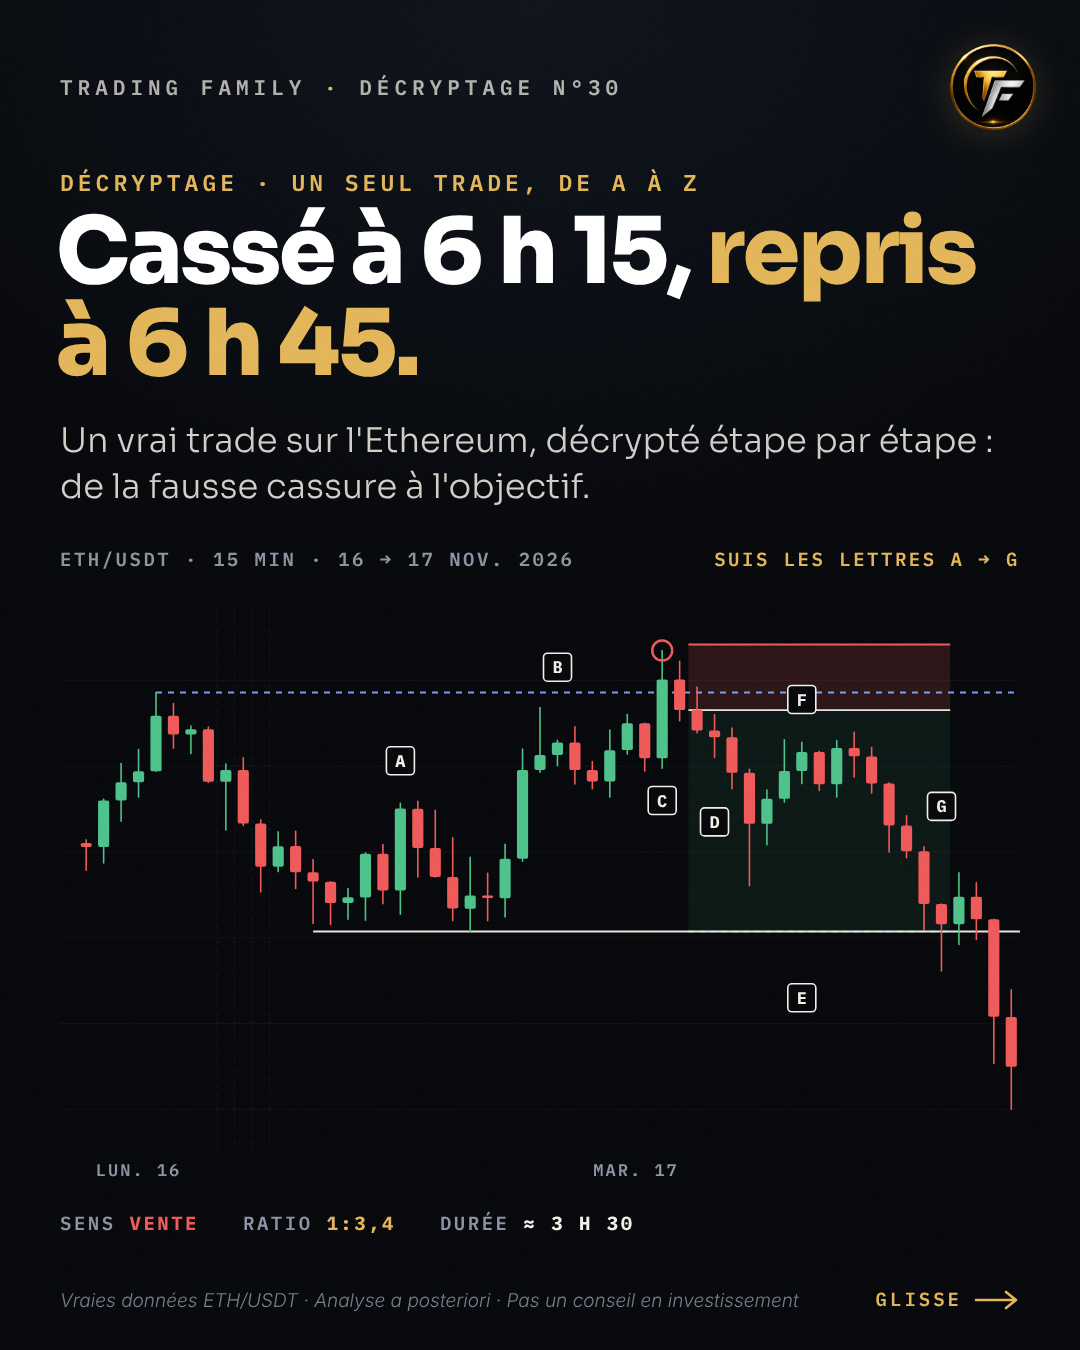 TRADING FAMILY · DÉCRYPTAGE N°30
TF
DÉCRYPTAGE · UN SEUL TRADE, DE A À Z
Cassé à 6 h 15, repris
à 6 h 45.
Un vrai trade sur l'Ethereum, décrypté étape par étape :
de la fausse cassure à l'objectif.
ETH/USDT · 15 MIN · 16 → 17 NOV. 2026
SUIS LES LETTRES A → G
B
F
A
C
G
D
E
LUN. 16
MAR. 17
SENS VENTE
RATIO 1:3,4
DURÉE ≈ 3 H 30
Vraies données ETH/USDT · Analyse a posteriori · Pas un conseil en investissement
GLISSE →